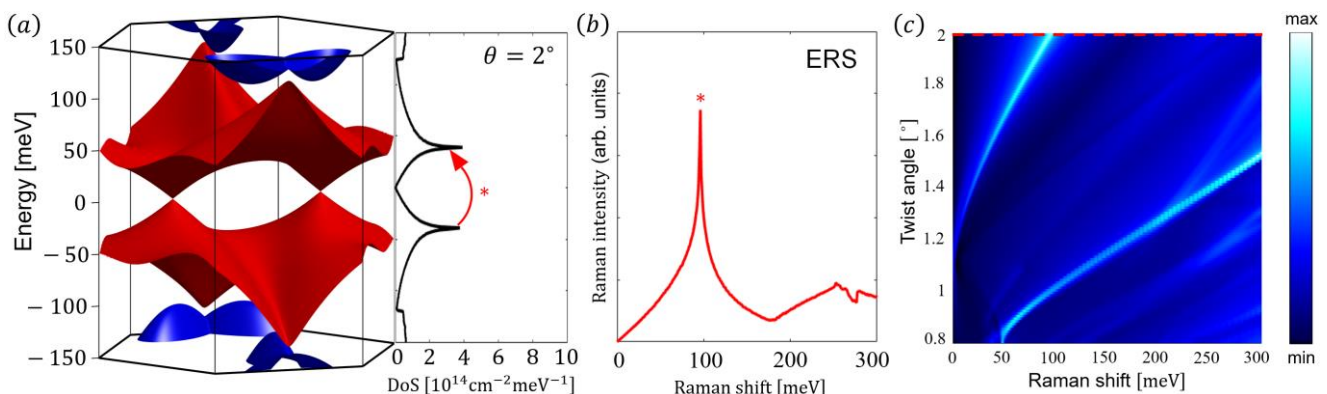 (a)
150
100
50
0
−50
−100
−150
Energy [meV]
θ = 2°
*
0 2 4 6 8 10
DoS [10¹⁴cm⁻²meV⁻¹]
(b)
ERS
*
Raman intensity (arb. units)
0 100 200 300
Raman shift [meV]
(c)
2
1.8
1.6
1.4
1.2
1
0.8
Twist angle [°]
0 50 100 150 200 250 300
Raman shift [meV]
max
min